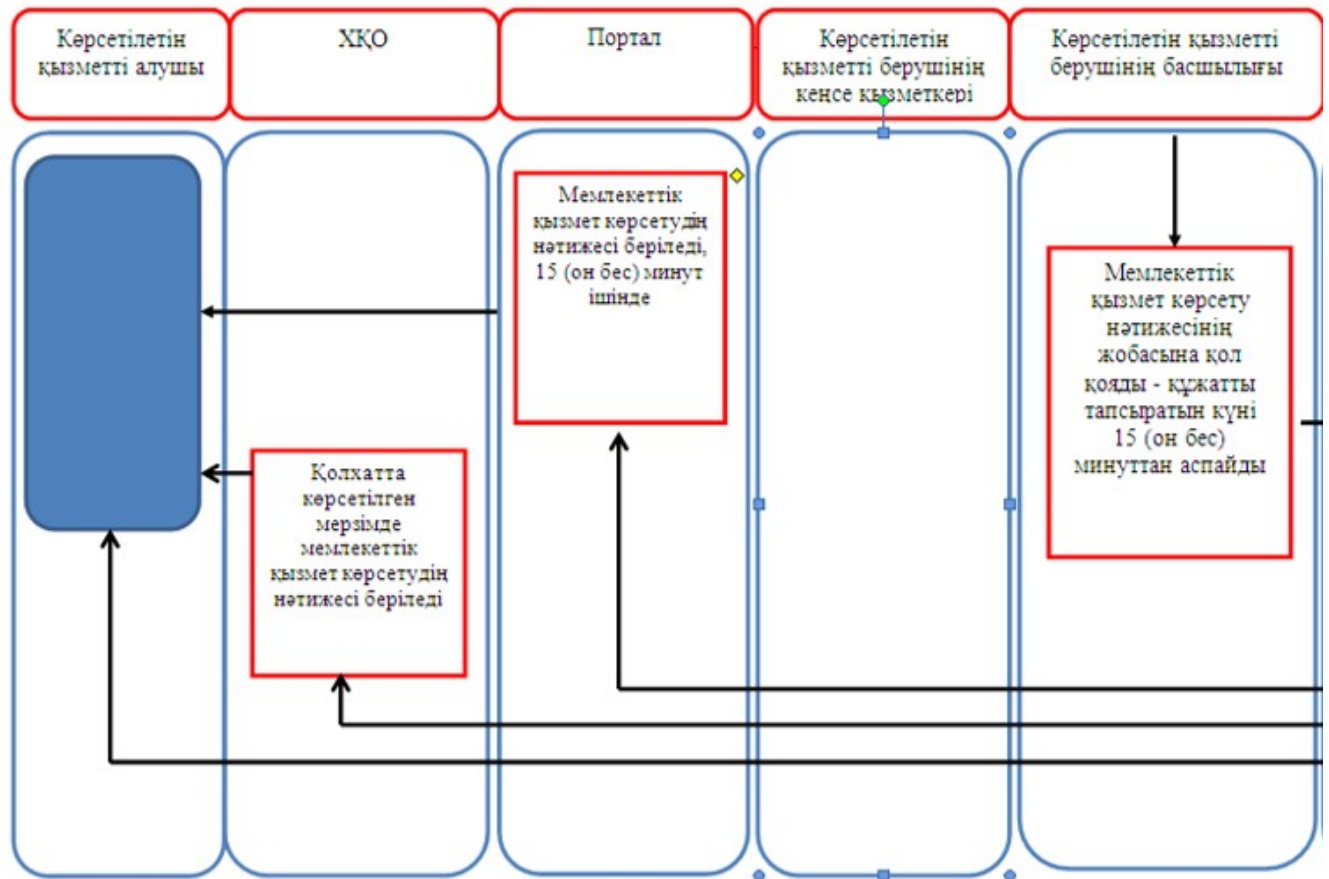 Көрсетілетін
қызметті алушы
ХҚО
Портал
Көрсетілетін
қызметті берушінің
кеңсе қызметкері
Көрсетілетін қызметті
берушінің басшылығы
Мемлекеттік
қызмет көрсетудің
нәтижесі беріледі,
15 (он бес) минут
ішінде
Қолхатта
көрсетілген
мерзімде
мемлекеттік
қызмет көрсетудің
нәтижесі беріледі
Мемлекеттік
қызмет көрсету
нәтижесінің
жобасына қол
қояды - құжатты
тапсыратын күні
15 (он бес)
минуттан аспайды